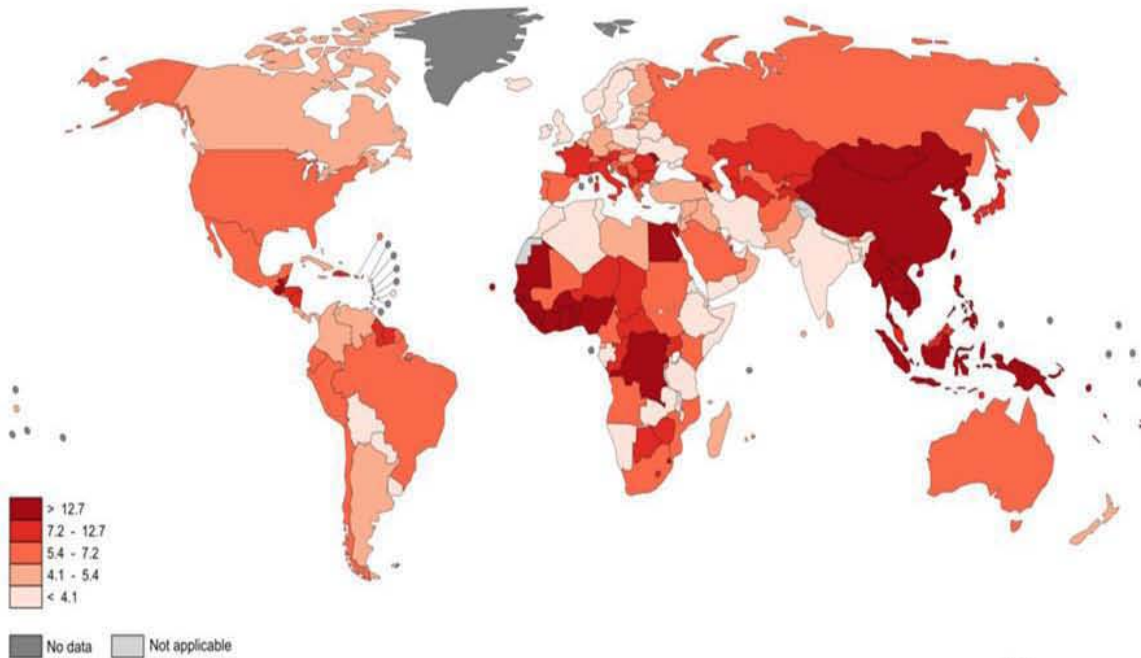 > 12.7
7.2 - 12.7
5.4 - 7.2
4.1 - 5.4
< 4.1
No data Not applicable